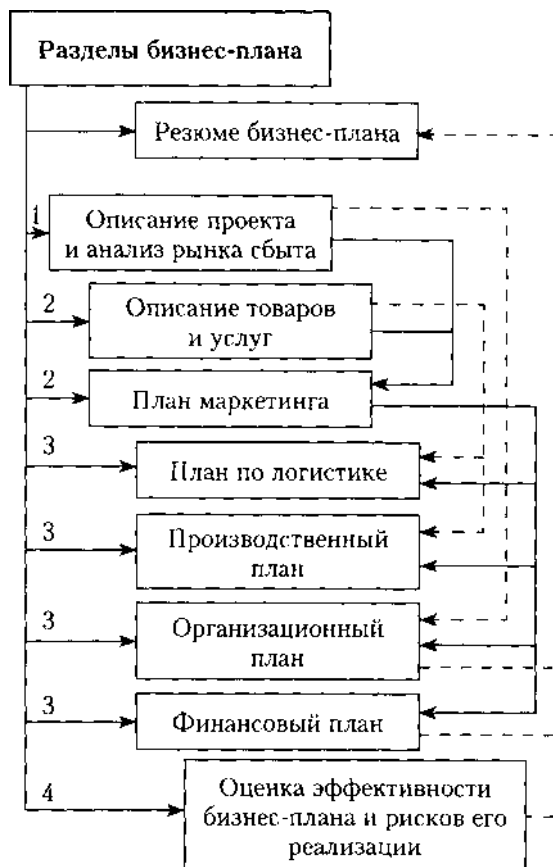 Разделы бизнес-плана
Резюме бизнес-плана
1
Описание проекта
и анализ рынка сбыта
2
Описание товаров
и услуг
2
План маркетинга
3
План по логистике
3
Производственный
план
3
Организационный
план
3
Финансовый план
4
Оценка эффективности
бизнес-плана и рисков его
реализации